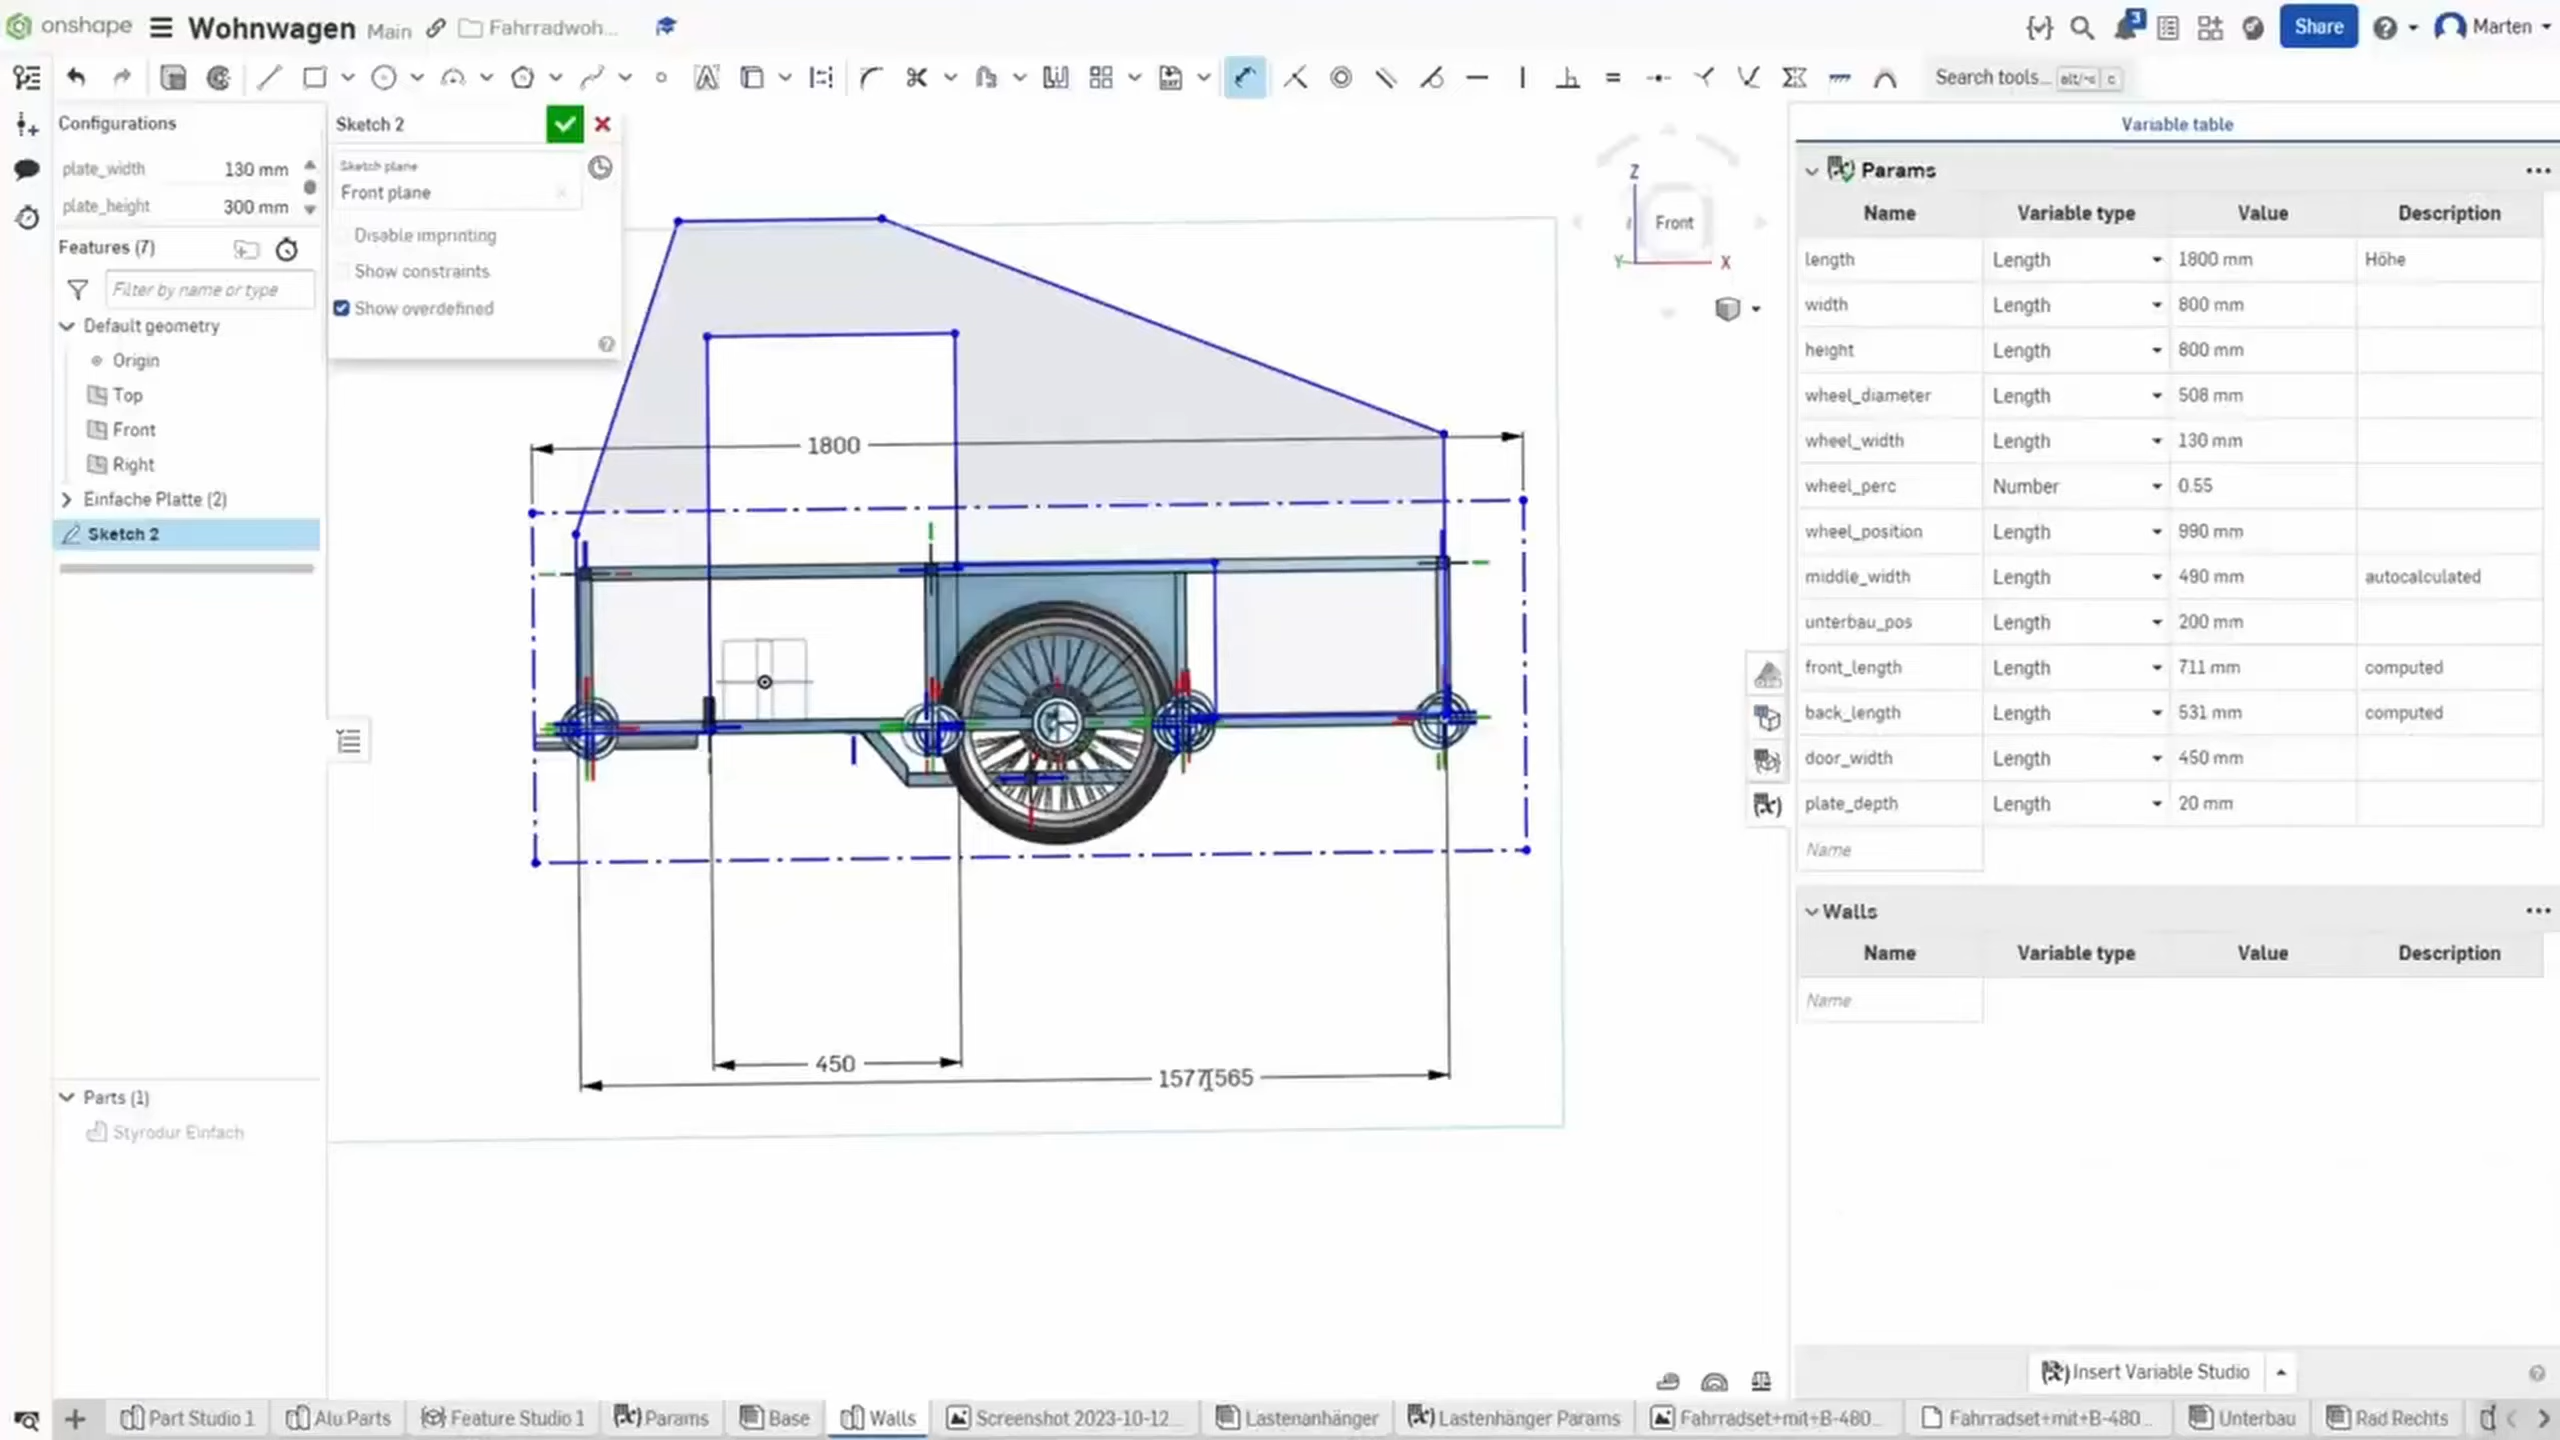 onshape Wohnwagen Main Fahrradwoh... 3 Share Marten
Search tools... alt/⌥ c
Configurations
plate_width 130 mm
plate_height 300 mm
Features (7)
Filter by name or type
Default geometry
Origin
Top
Front
Right
Einfache Platte (2)
Sketch 2
Parts (1)
Styrodur Einfach
Sketch 2
Sketch plane
Front plane
Disable imprinting
Show constraints
Show overdefined
1800
450
1577.565
Z
Front
Y
X
Variable table
Params
Name Variable type Value Description
length Length 1800 mm Höhe
width Length 800 mm
height Length 800 mm
wheel_diameter Length 508 mm
wheel_width Length 130 mm
wheel_perc Number 0.55
wheel_position Length 990 mm
middle_width Length 490 mm autocalculated
unterbau_pos Length 200 mm
front_length Length 711 mm computed
back_length Length 531 mm computed
door_width Length 450 mm
plate_depth Length 20 mm
Name
Walls
Name Variable type Value Description
Name
Insert Variable Studio
Part Studio 1 Alu Parts Feature Studio 1 Params Base Walls Screenshot 2023-10-12... Lastenanhänger Lastenhänger Params Fahrradset+mit+B-480... Fahrradset+mit+B-480... Unterbau Rad Rechts